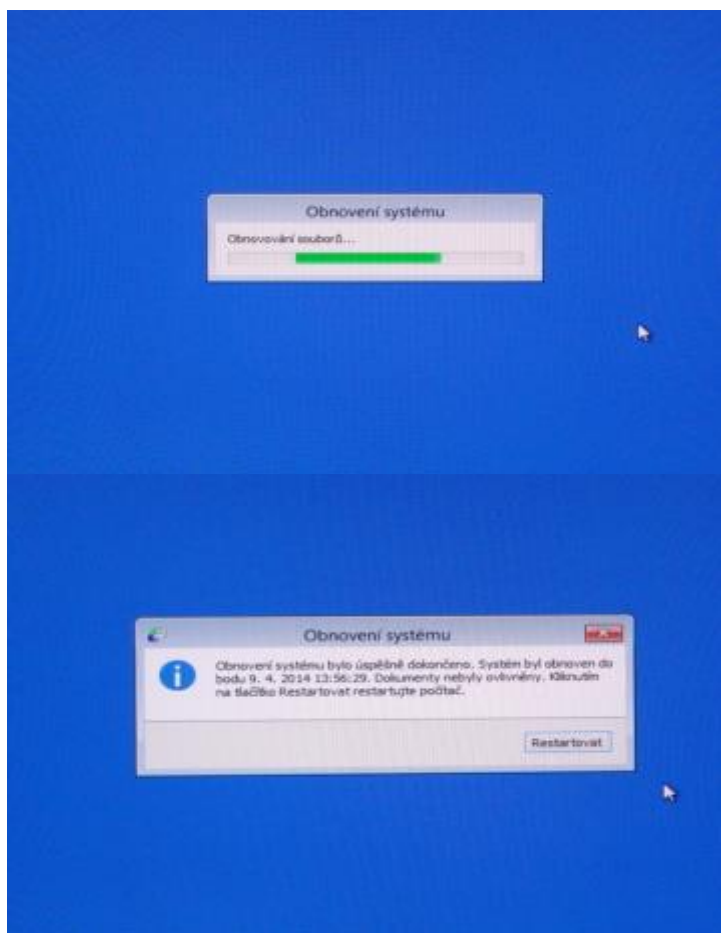 Obnovení systému
Obnovování souborů...
Obnovení systému
Obnovení systému bylo úspěšně dokončeno. Systém byl obnoven do
bodu 9. 4. 2014 13:56:29. Dokumenty nebyly ovlivněny. Kliknutím
na tlačítko Restartovat restartujte počítač.
Restartovat